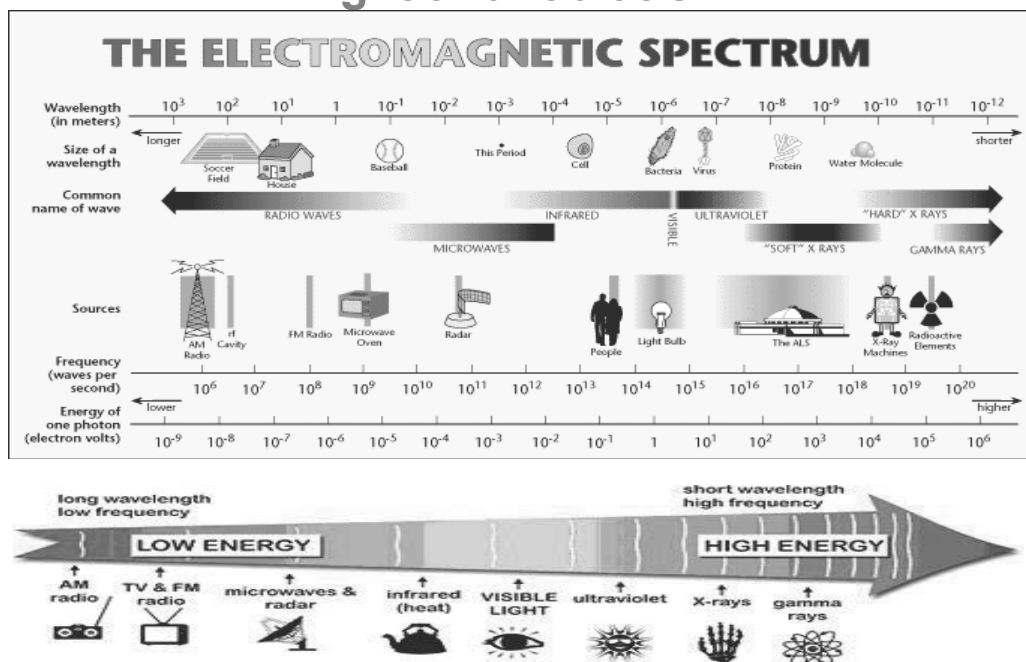 THE ELECTROMAGNETIC SPECTRUM
Wavelength
(in meters)
10³ 10² 10¹ 1 10⁻¹ 10⁻² 10⁻³ 10⁻⁴ 10⁻⁵ 10⁻⁶ 10⁻⁷ 10⁻⁸ 10⁻⁹ 10⁻¹⁰ 10⁻¹¹ 10⁻¹²
longer
shorter
Size of a
wavelength
Soccer
Field
House
Baseball
This Period
Cell
Bacteria
Virus
Protein
Water Molecule
Common
name of wave
RADIO WAVES
INFRARED
VISIBLE
ULTRAVIOLET
"HARD" X RAYS
MICROWAVES
"SOFT" X RAYS
GAMMA RAYS
Sources
AM
Radio
rf
Cavity
FM Radio
Microwave
Oven
Radar
People
Light Bulb
The ALS
X-Ray
Machines
Radioactive
Elements
Frequency
(waves per
second)
10⁶ 10⁷ 10⁸ 10⁹ 10¹⁰ 10¹¹ 10¹² 10¹³ 10¹⁴ 10¹⁵ 10¹⁶ 10¹⁷ 10¹⁸ 10¹⁹ 10²⁰
lower
higher
Energy of
one photon
(electron volts)
10⁻⁹ 10⁻⁸ 10⁻⁷ 10⁻⁶ 10⁻⁵ 10⁻⁴ 10⁻³ 10⁻² 10⁻¹ 1 10¹ 10² 10³ 10⁴ 10⁵ 10⁶
long wavelength
low frequency
short wavelength
high frequency
LOW ENERGY
HIGH ENERGY
AM
radio
TV & FM
radio
microwaves &
radar
infrared
(heat)
VISIBLE
LIGHT
ultraviolet
X-rays
gamma
rays